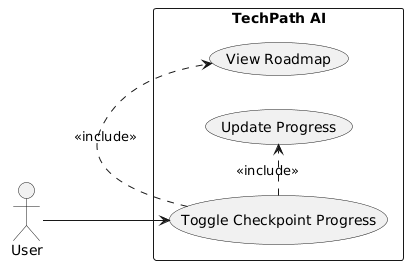 TechPath AI
View Roadmap
«include»
Update Progress
«include»
Toggle Checkpoint Progress
User